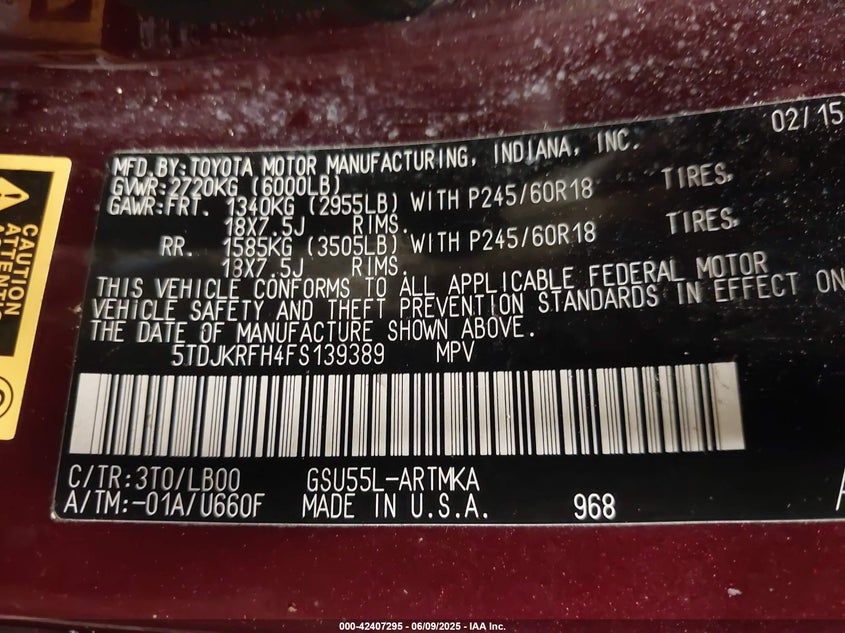 02/15
MFD.BY:TOYOTA MOTOR MANUFACTURING, INDIANA, INC.
GVWR:2720KG (6000LB)
GAWR:FRT. 1340KG (2955LB) WITH P245/60R18 TIRES,
18X7.5J RIMS.
RR. 1585KG (3505LB) WITH P245/60R18 TIRES,
18X7.5J RIMS.
THIS VEHICLE CONFORMS TO ALL APPLICABLE FEDERAL MOTOR
VEHICLE SAFETY AND THEFT PREVENTION STANDARDS IN EFFECT ON
THE DATE OF MANUFACTURE SHOWN ABOVE.
5TDJKRFH4FS139389 MPV
C/TR:3T0/LB00 GSU55L-ARTMKA
A/TM:-01A/U660F MADE IN U.S.A. 968
CAUTION
000-42407295 - 06/09/2025 - IAA Inc.